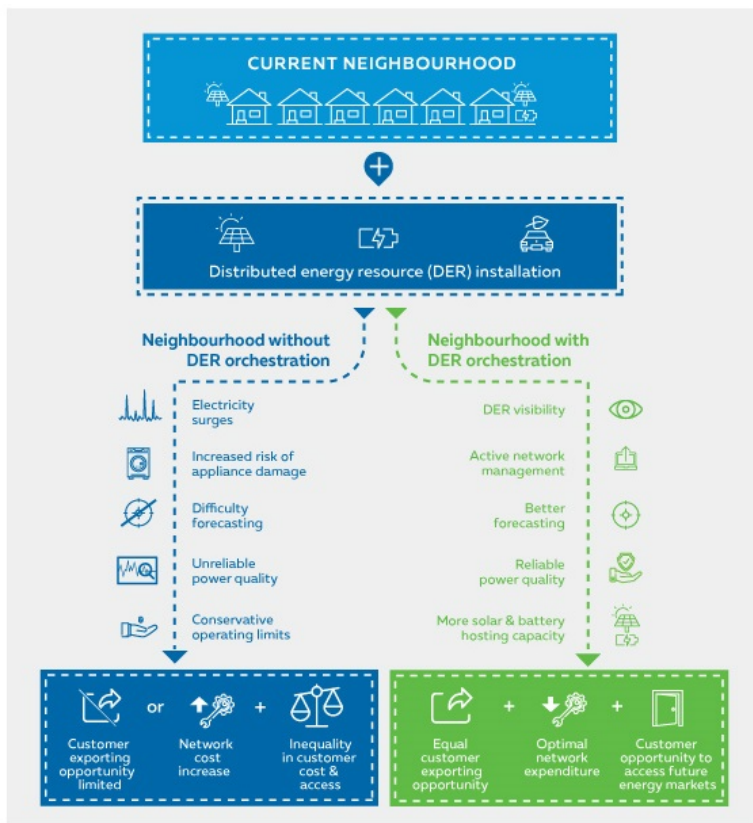 CURRENT NEIGHBOURHOOD
Distributed energy resource (DER) installation
Neighbourhood without
DER orchestration
Electricity
surges
Increased risk of
appliance damage
Difficulty
forecasting
Unreliable
power quality
Conservative
operating limits
Neighbourhood with
DER orchestration
DER visibility
Active network
management
Better
forecasting
Reliable
power quality
More solar & battery
hosting capacity
Customer
exporting
opportunity
limited
or
Network
cost
increase
+
Inequality
in customer
cost &
access
Equal
customer
exporting
opportunity
+
Optimal
network
expenditure
+
Customer
opportunity to
access future
energy markets